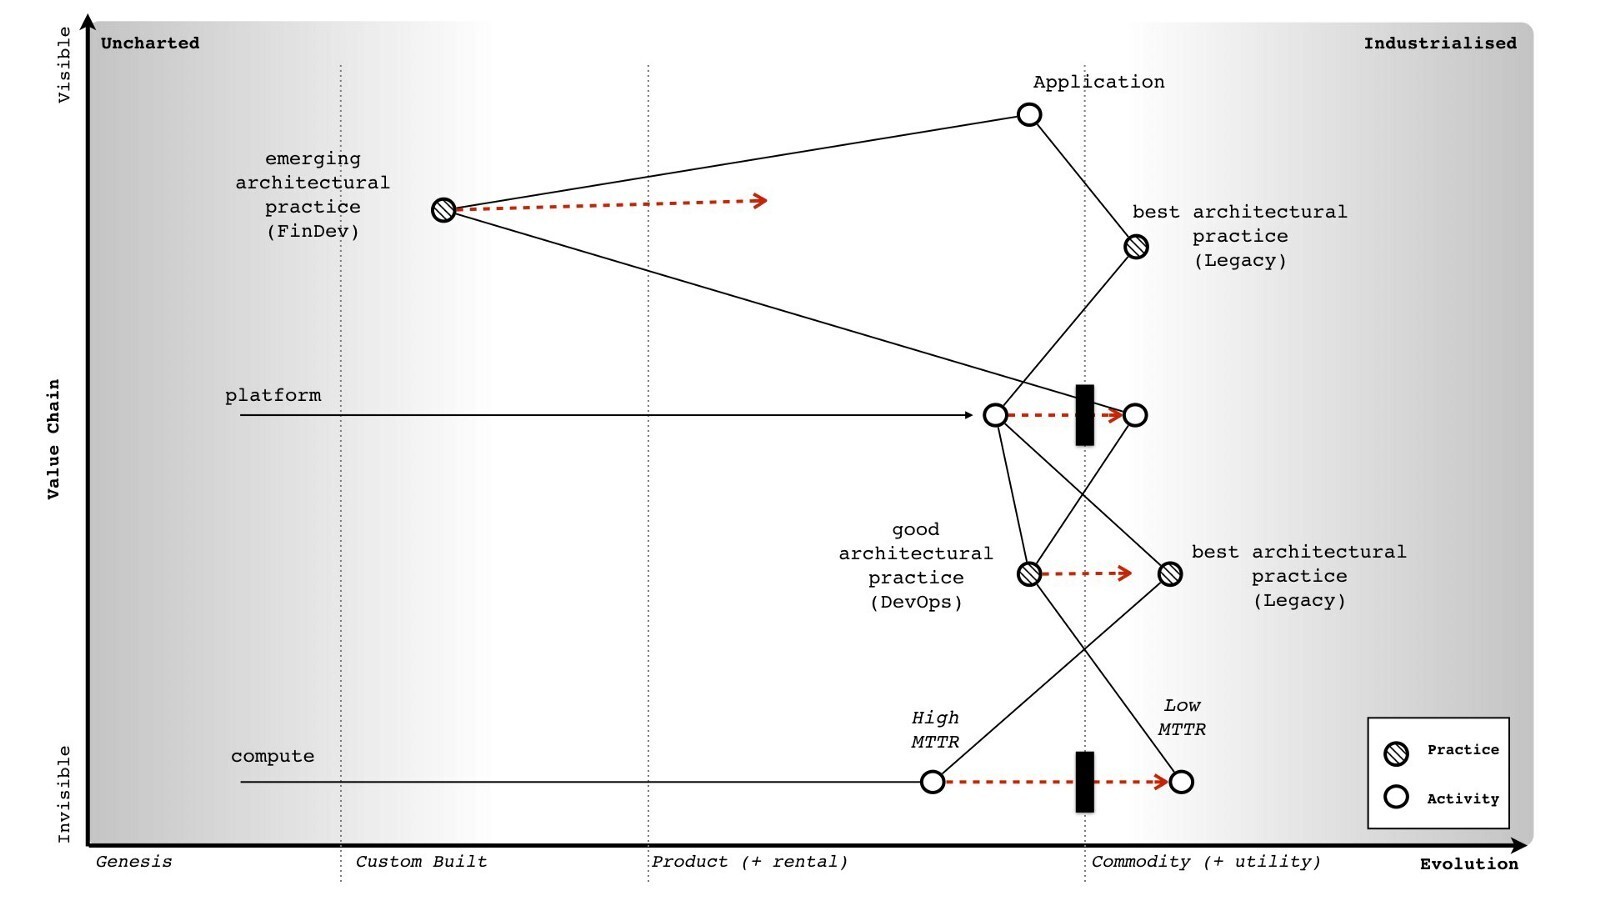 Visible
Uncharted
Industrialised
Application
emerging
architectural
practice
(FinDev)
best architectural
practice
(Legacy)
Value Chain
platform
good
architectural
practice
(DevOps)
best architectural
practice
(Legacy)
High
MTTR
Low
MTTR
compute
Practice
Activity
Invisible
Genesis
Custom Built
Product (+ rental)
Commodity (+ utility)
Evolution